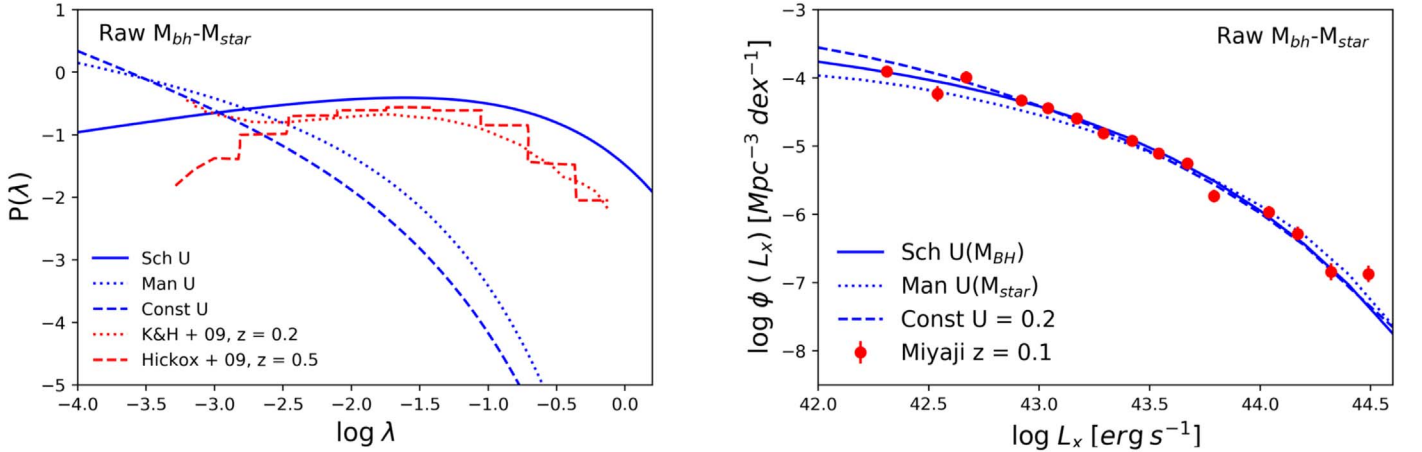 Raw M_bh-M_star
P(λ)
1
0
−1
−2
−3
−4
−5
Sch U
Man U
Const U
K&H + 09, z = 0.2
Hickox + 09, z = 0.5
−4.0 −3.5 −3.0 −2.5 −2.0 −1.5 −1.0 −0.5 0.0
log λ
Raw M_bh-M_star
log ϕ ( L_x) [Mpc^−3 dex^−1]
−3
−4
−5
−6
−7
−8
Sch U(M_BH)
Man U(M_star)
Const U = 0.2
Miyaji z = 0.1
42.0 42.5 43.0 43.5 44.0 44.5
log L_x [erg s^−1]